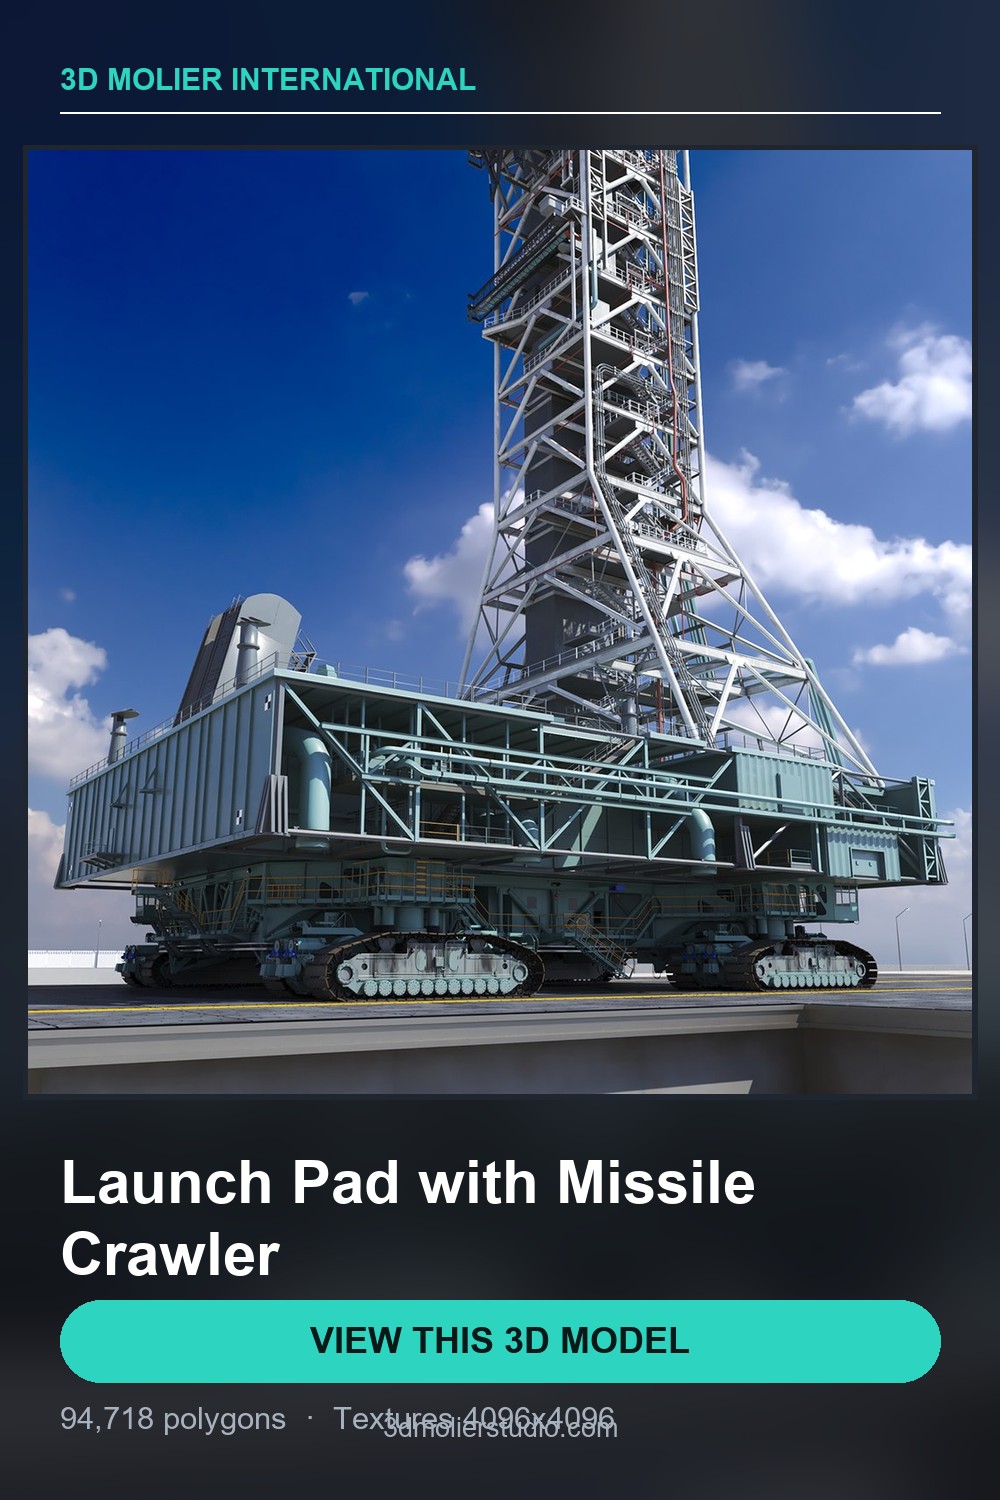 3D MOLIER INTERNATIONAL
Launch Pad with Missile
Crawler
VIEW THIS 3D MODEL
94,718 polygons · Textures 4096x4096
3dmolierstudio.com